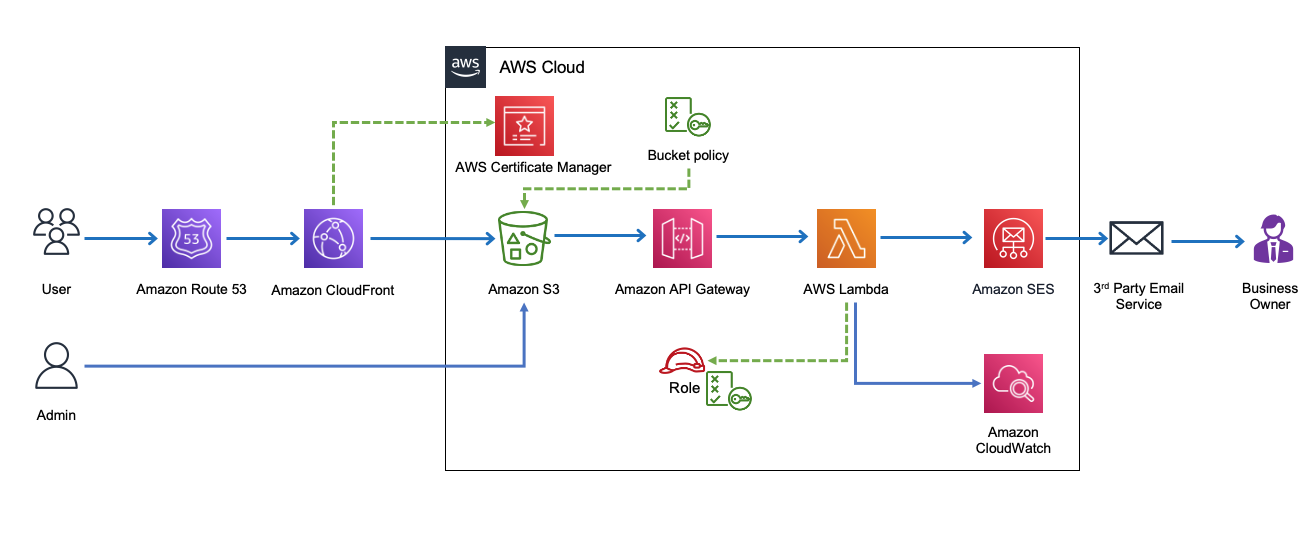 aws
AWS Cloud
AWS Certificate Manager
Bucket policy
53
User
Amazon Route 53
Amazon CloudFront
Amazon S3
Amazon API Gateway
AWS Lambda
Amazon SES
3rd Party Email
Service
Business
Owner
Role
Admin
Amazon
CloudWatch